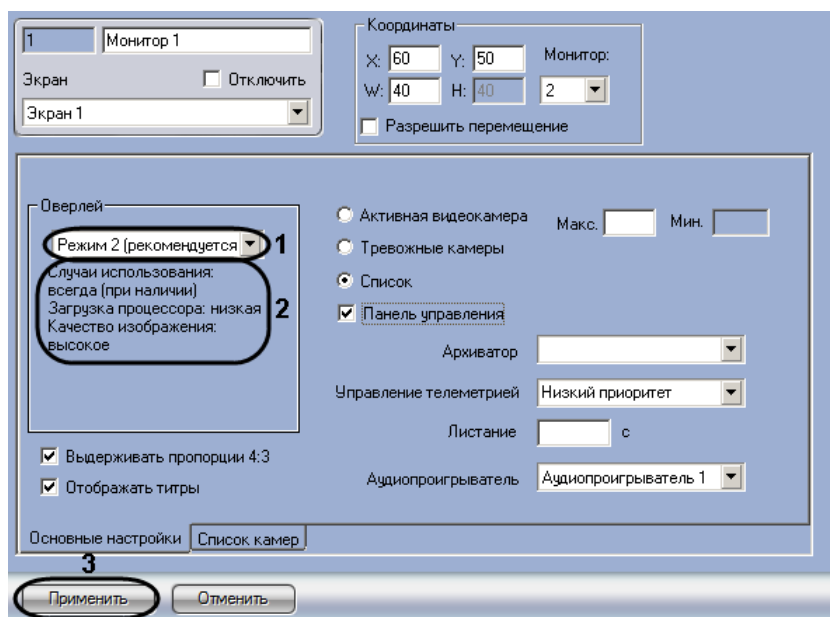 1 Монитор 1
Экран Отключить
Экран 1
Координаты
X: 60 Y: 50 Монитор:
W: 40 H: 40 2
Разрешить перемещение
Оверлей
Режим 2 (рекомендуется 1
Случаи использования:
всегда (при наличии)
Загрузка процессора: низкая
Качество изображения:
высокое
2
Выдерживать пропорции 4:3
Отображать титры
Активная видеокамера Макс. Мин.
Тревожные камеры
Список
Панель управления
Архиватор
Управление телеметрией Низкий приоритет
Листание с
Аудиопроигрыватель Аудиопроигрыватель 1
Основные настройки Список камер
3
Применить Отменить